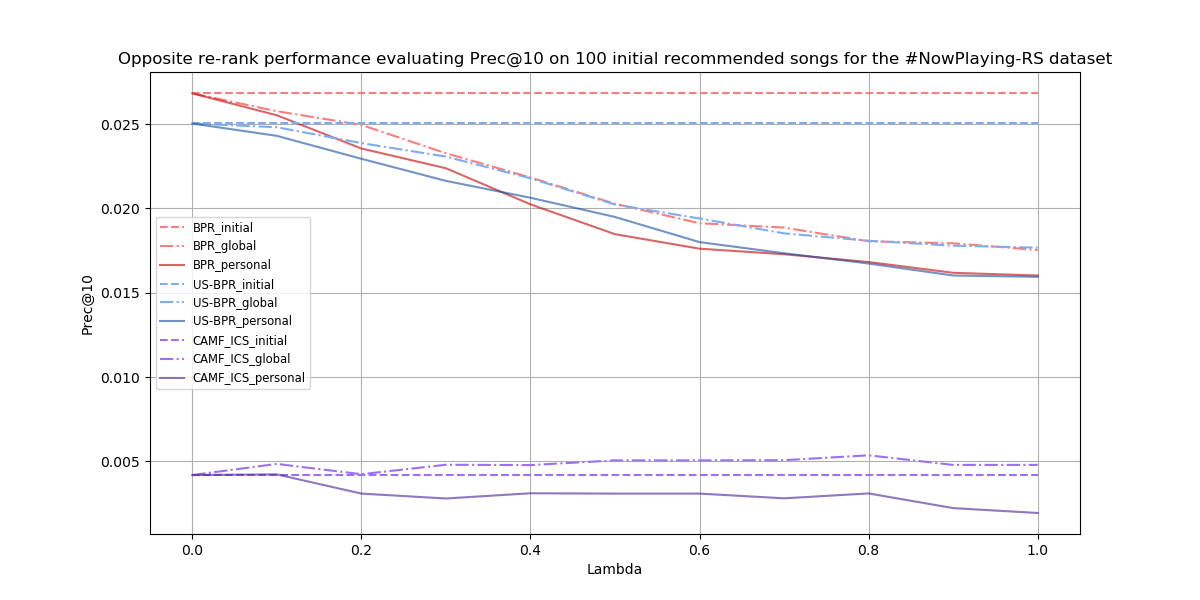 Opposite re-rank performance evaluating Prec@10 on 100 initial recommended songs for the #NowPlaying-RS dataset
0.025
0.020
0.015
0.010
0.005
Prec@10
BPR_initial
BPR_global
BPR_personal
US-BPR_initial
US-BPR_global
US-BPR_personal
CAMF_ICS_initial
CAMF_ICS_global
CAMF_ICS_personal
0.0 0.2 0.4 0.6 0.8 1.0
Lambda